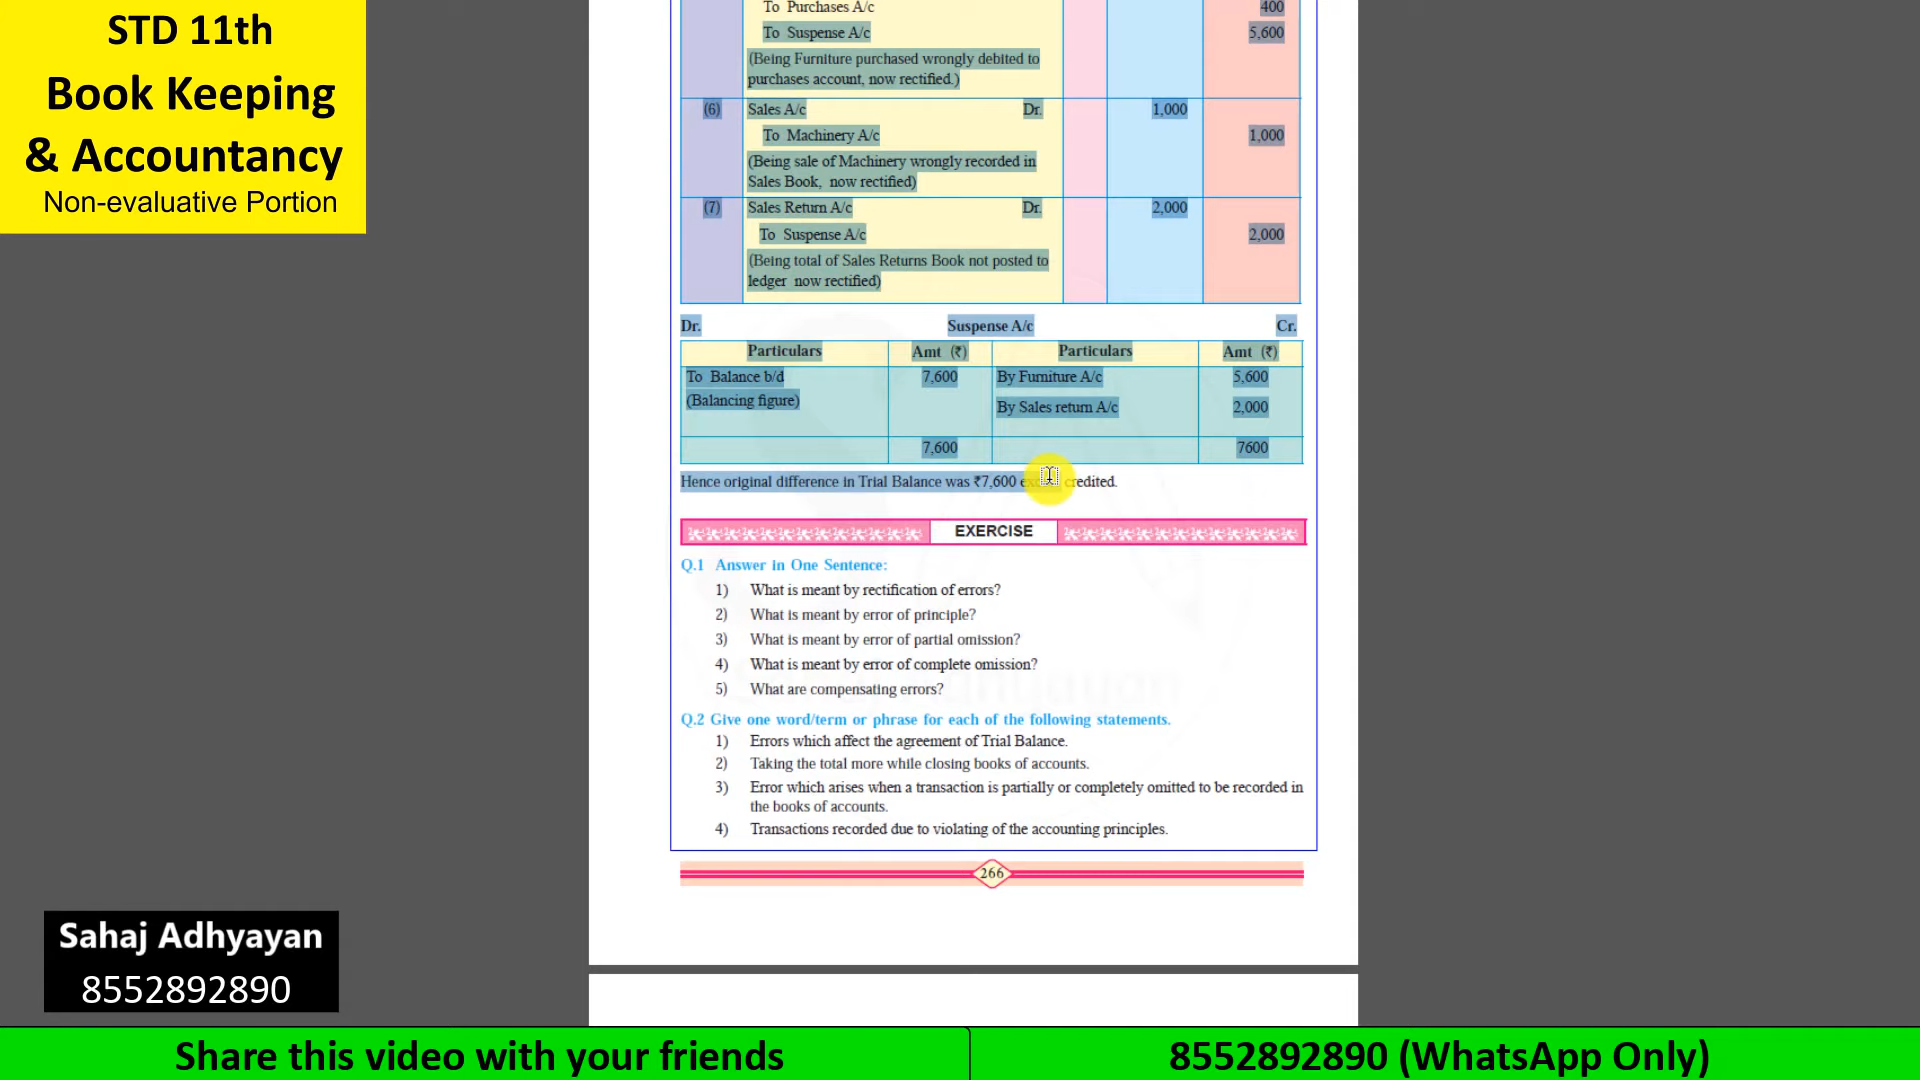 STD 11th
Book Keeping
& Accountancy
Non-evaluative Portion
To Purchases A/c 400
To Suspense A/c 5,600
(Being Furniture purchased wrongly debited to
purchases account, now rectified.)
(6) Sales A/c Dr. 1,000
To Machinery A/c 1,000
(Being sale of Machinery wrongly recorded in
Sales Book, now rectified)
(7) Sales Return A/c Dr. 2,000
To Suspense A/c 2,000
(Being total of Sales Returns Book not posted to
ledger now rectified)
Dr. Suspense A/c Cr.
Particulars Amt (₹) Particulars Amt (₹)
To Balance b/d 7,600 By Furniture A/c 5,600
(Balancing figure)
By Sales return A/c 2,000
7,600 7600
Hence original difference in Trial Balance was ₹7,600 credited.
EXERCISE
Q.1 Answer in One Sentence:
1) What is meant by rectification of errors?
2) What is meant by error of principle?
3) What is meant by error of partial omission?
4) What is meant by error of complete omission?
5) What are compensating errors?
Q.2 Give one word/term or phrase for each of the following statements.
1) Errors which affect the agreement of Trial Balance.
2) Taking the total more while closing books of accounts.
3) Error which arises when a transaction is partially or completely omitted to be recorded in
the books of accounts.
4) Transactions recorded due to violating of the accounting principles.
266
Sahaj Adhyayan
8552892890
Share this video with your friends
8552892890 (WhatsApp Only)